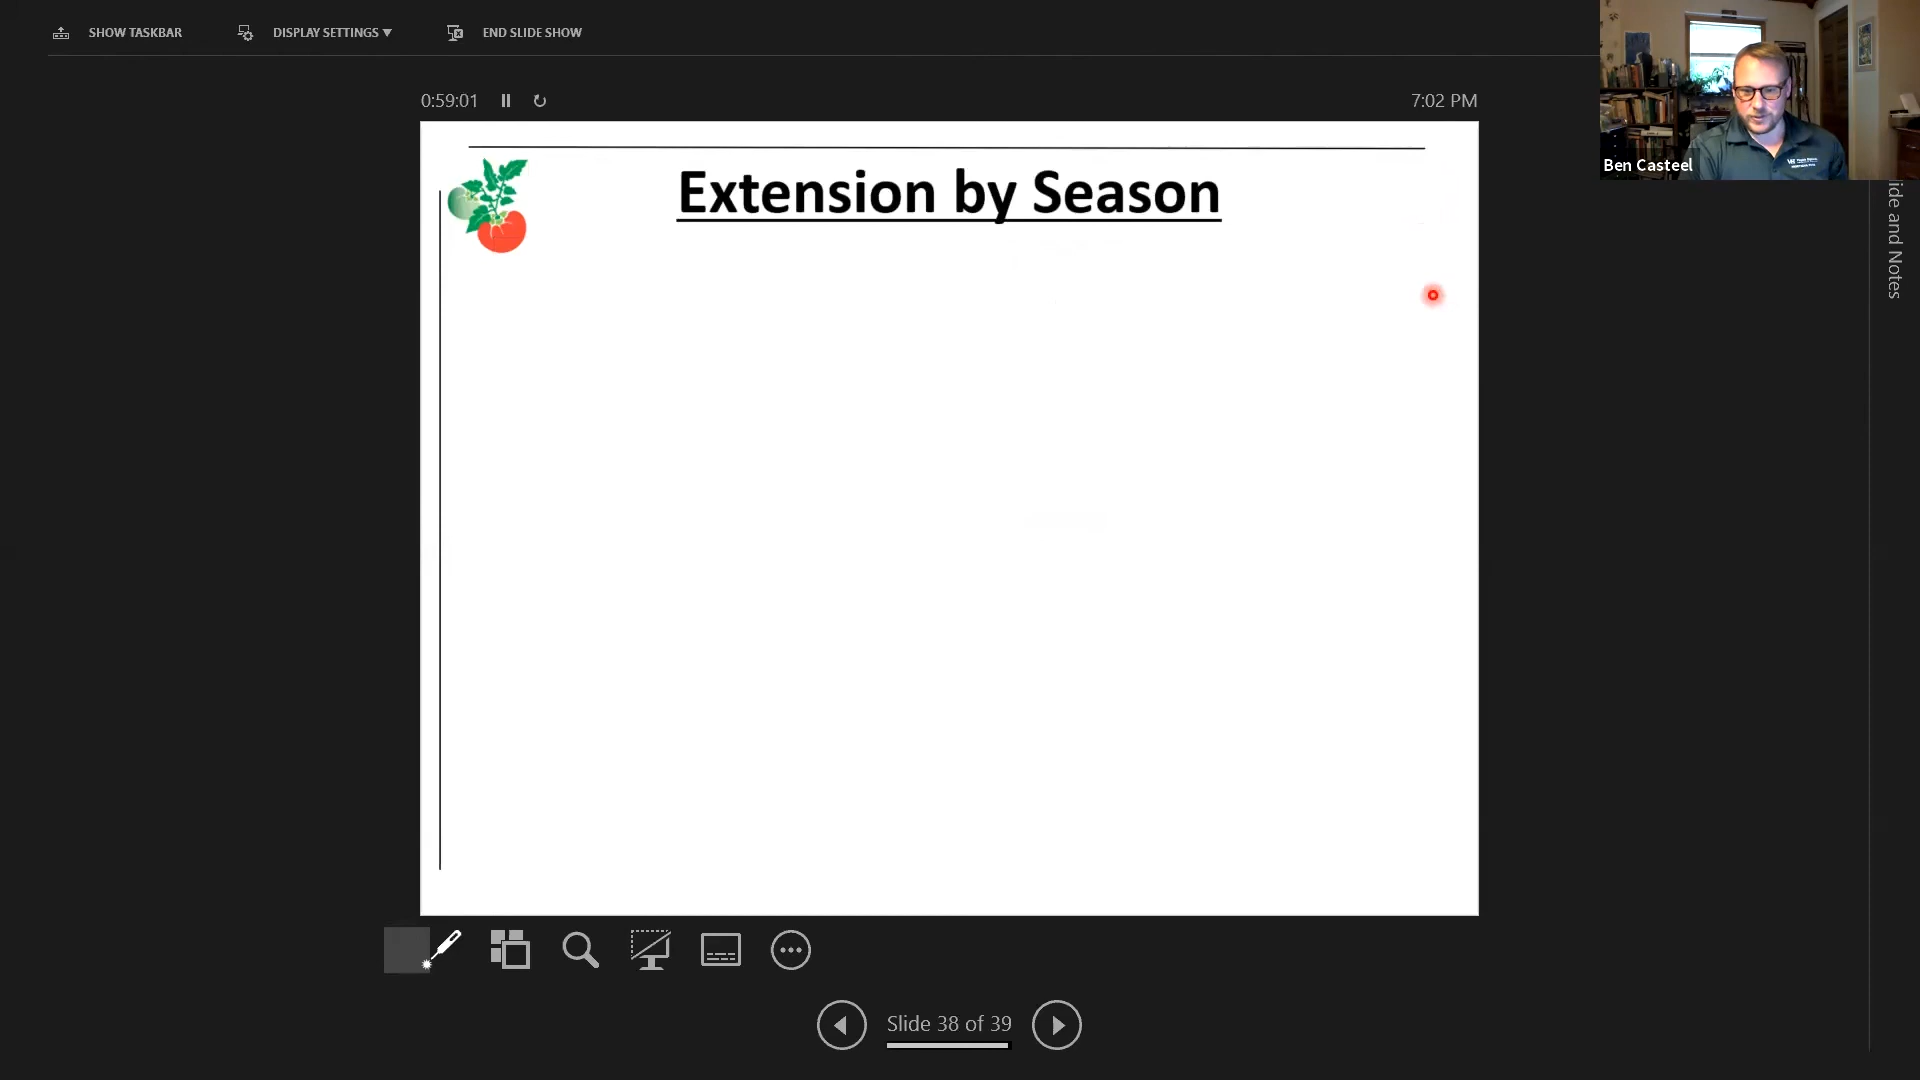 SHOW TASKBAR
DISPLAY SETTINGS
END SLIDE SHOW
0:59:01
7:02 PM
Ben Casteel
Extension by Season
ide and Notes
Slide 38 of 39